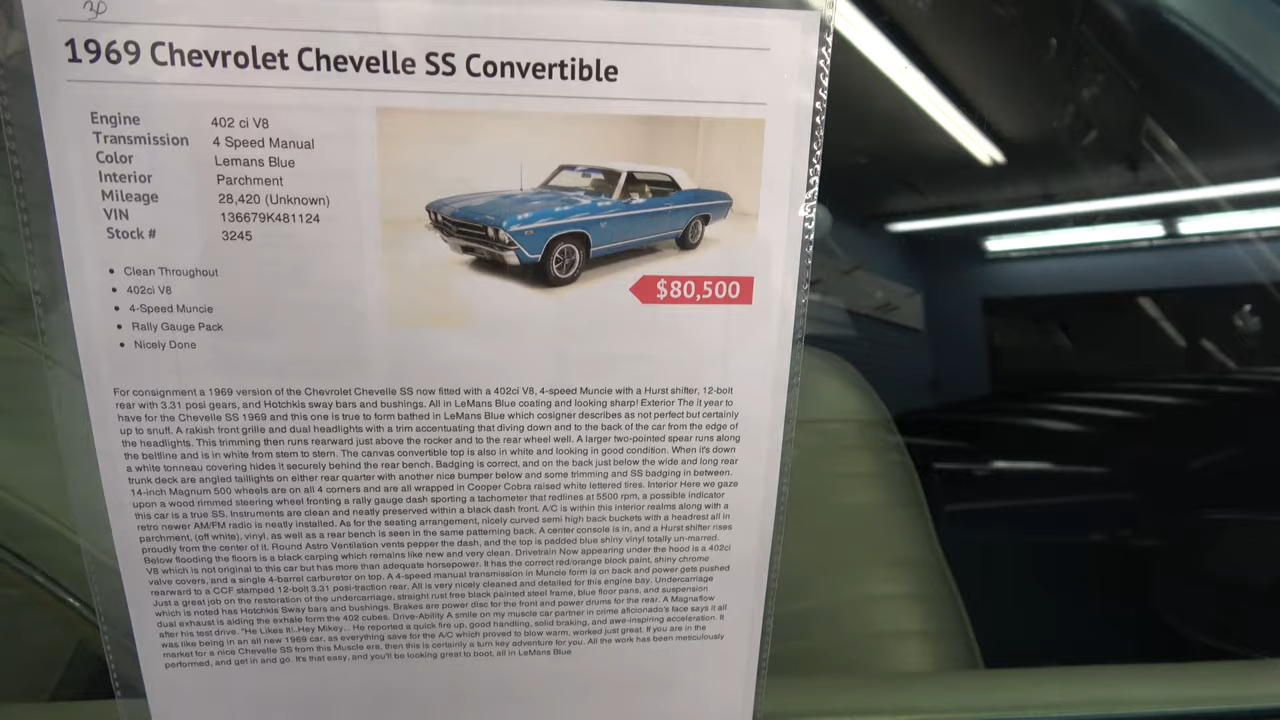 30
1969 Chevrolet Chevelle SS Convertible
Engine 402 ci V8
Transmission 4 Speed Manual
Color Lemans Blue
Interior Parchment
Mileage 28,420 (Unknown)
VIN 136679K481124
Stock # 3245
• Clean Throughout
• 402ci V8
• 4-Speed Muncie
• Rally Gauge Pack
• Nicely Done
$80,500
For consignment a 1969 version of the Chevrolet Chevelle SS now fitted with a 402ci V8, 4-speed Muncie with a Hurst shifter, 12-bolt
rear with 3.31 posi gears, and Hotchkis sway bars and bushings. All in LeMans Blue coating and looking sharp! Exterior The it year to
have for the Chevelle SS 1969 and this one is true to form bathed in LeMans Blue which cosigner describes as not perfect but certainly
up to snuff. A rakish front grille and dual headlights with a trim accentuating that diving down and to the back of the car from the edge of
the headlights. This trimming then runs rearward just above the rocker and to the rear wheel well. A larger two-pointed spear runs along
the beltline and is in white from stem to stern. The canvas convertible top is also in white and looking in good condition. When it's down
a white tonneau covering hides it securely behind the rear bench. Badging is correct, and on the back just below the wide and long rear
trunk deck are angled taillights on either rear quarter with another nice bumper below and some trimming and SS badging in between.
14-inch Magnum 500 wheels are on all 4 corners and are all wrapped in Cooper Cobra raised white lettered tires. Interior Here we gaze
upon a wood rimmed steering wheel fronting a rally gauge dash sporting a tachometer that redlines at 5500 rpm, a possible indicator
this car is a true SS. Instruments are clean and neatly preserved within a black dash front. A/C is within this interior realms along with a
retro newer AM/FM radio is neatly installed. As for the seating arrangement, nicely curved semi high back buckets with a headrest all in
parchment, (off white), vinyl, as well as a rear bench is seen in the same patterning back. A center console is in, and a Hurst shifter rises
proudly from the center of it. Round Astro Ventilation vents pepper the dash, and the top is padded blue shiny vinyl totally un-marred.
Below flooding the floors is a black carping which remains like new and very clean. Drivetrain Now appearing under the hood is a 402ci
V8 which is not original to this car but has more than adequate horsepower. It has the correct red/orange block paint, shiny chrome
valve covers, and a single 4-barrel carburetor on top. A 4-speed manual transmission in Muncie form is on back and power gets pushed
rearward to a CCF stamped 12-bolt 3.31 posi-traction rear. All is very nicely cleaned and detailed for this engine bay. Undercarriage
Just a great job on the restoration of the undercarriage, straight rust free black painted steel frame, blue floor pans, and suspension
which is noted has Hotchkis Sway bars and bushings. Brakes are power disc for the front and power drums for the rear. A Magnaflow
dual exhaust is aiding the exhale form the 402 cubes. Drive-Ability A smile on my muscle car partner in crime aficionado's face says it all
after his test drive. "He Likes It!..Hey Mikey... He reported a quick fire up, good handling, solid braking, and awe-inspiring acceleration. It
was like being in an all new 1969 car, as everything save for the A/C which proved to blow warm, worked just great. If you are in the
market for a nice Chevelle SS from this Muscle era, then this is certainly a turn key adventure for you. All the work has been meticulously
performed, and get in and go. It's that easy, and you'll be looking great to boot, all in LeMans Blue